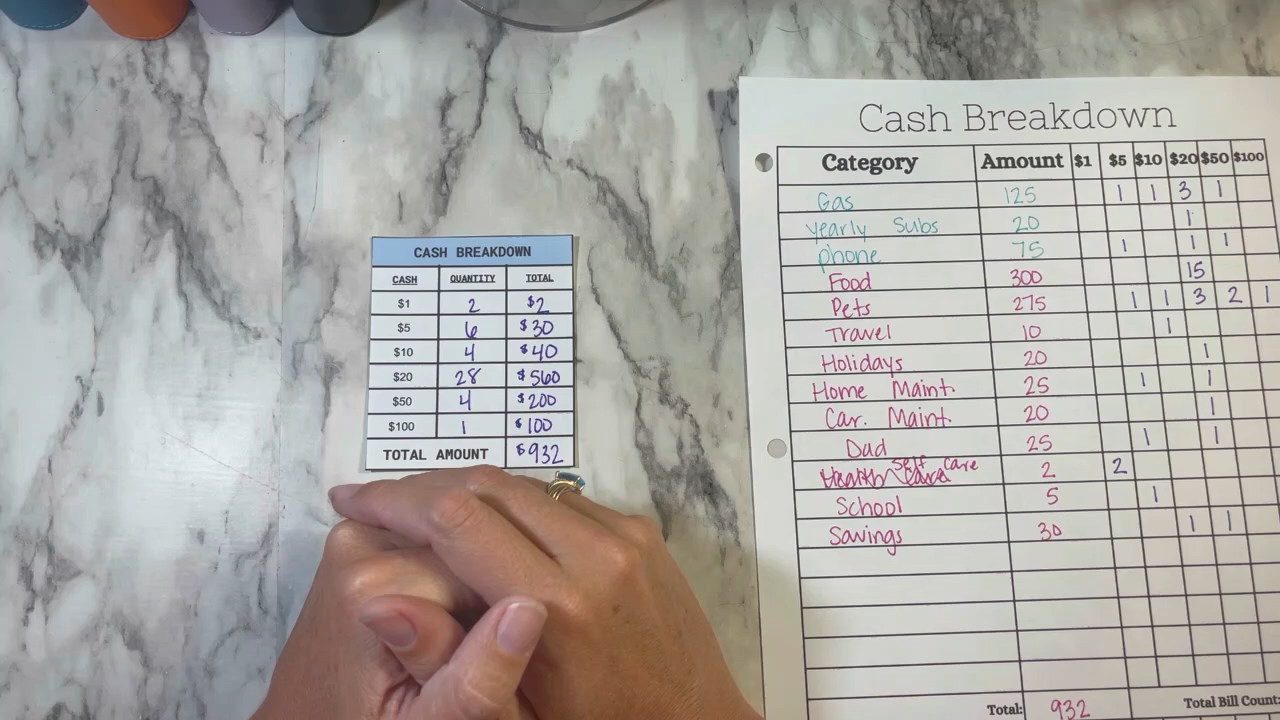 CASH BREAKDOWN
CASH QUANTITY TOTAL
$1 2 $2
$5 6 $30
$10 4 $40
$20 28 $560
$50 4 $200
$100 1 $100
TOTAL AMOUNT $932
Cash Breakdown
Category Amount $1 $5 $10 $20 $50 $100
Gas 125 1 1 3 1
Yearly Subs 20 1
phone 75 1 1 1
Food 300 15
Pets 275 1 1 3 2 1
Travel 10 1
Holidays 20 1
Home Maint. 25 1 1
Car. Maint. 20 1
Dad 25 1 1
Health Care Self Care 2 2
School 5 1
Savings 30 1 1
Total: 932 Total Bill Count: